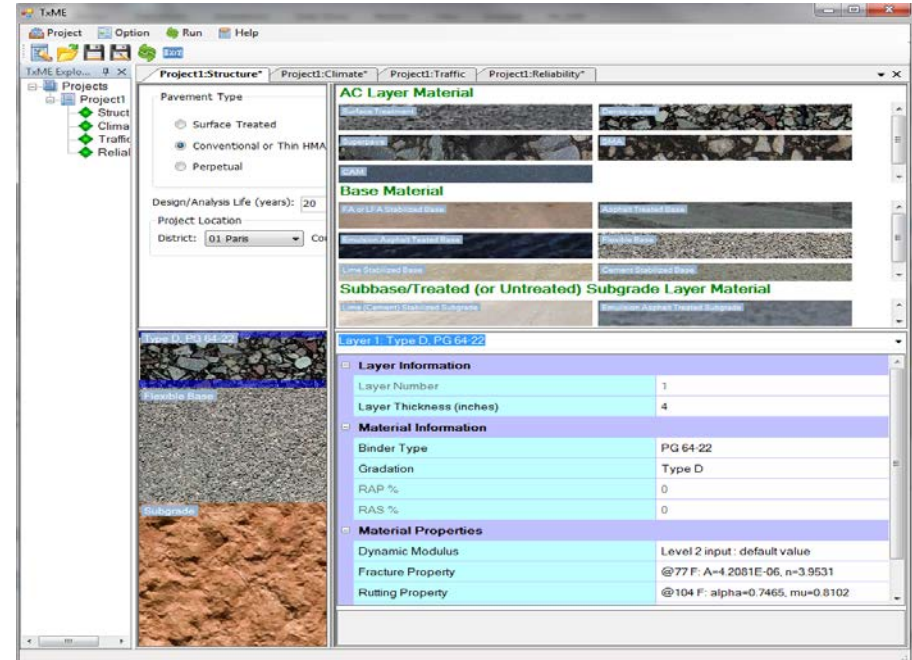 TxME
Project Option Run Help
EXIT
TxME Explo...
Projects
Project1
Struct
Clima
Traffic
Relial
Project1:Structure* Project1:Climate* Project1:Traffic Project1:Reliability*
Pavement Type
Surface Treated
Conventional or Thin HMA
Perpetual
Design/Analysis Life (years): 20
Project Location
District: 01 Paris Cou
AC Layer Material
Surface Treatment Dense-graded
Superpave SMA
CAM
Base Material
FA or LFA Stabilized Base Asphalt Treated Base
Emulsion Asphalt Teated Base Flexible Base
Lime Stabilized Base Cement Stabilized Base
Subbase/Treated (or Untreated) Subgrade Layer Material
Lime (Cement) Stabilized Subgrade Emulsion Asphalt Treated Subgrade
Type D, PG 64-22
Flexible Base
Subgrade
Layer 1: Type D, PG 64-22
Layer Information
Layer Number 1
Layer Thickness (inches) 4
Material Information
Binder Type PG 64-22
Gradation Type D
RAP % 0
RAS % 0
Material Properties
Dynamic Modulus Level 2 input : default value
Fracture Property @77 F: A=4.2081E-06, n=3.9531
Rutting Property @104 F: alpha=0.7465, mu=0.8102